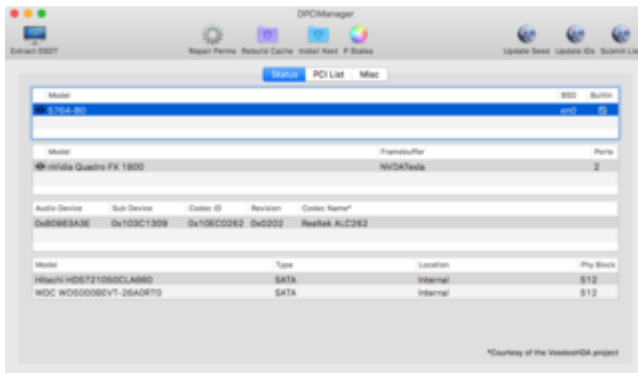 DPCIManager
Extract DSDT Repair Perms Rebuild Cache Install Kext P States Update Seed Update IDs Submit List
Status PCI List Misc
Model BSD Builtin
5764-B0 en0
Model Framebuffer Ports
nVidia Quadro FX 1800 NVDATesla 2
Audio Device Sub Device Codec ID Revision Codec Name*
0x80863A3E 0x103C1309 0x10EC0262 0x0202 Realtek ALC262
Model Type Location Phy Block
Hitachi HDS721050CLA660 SATA Internal 512
WDC WD5000BEVT-26A0RT0 SATA Internal 512
*Courtesy of the VoodooHDA project